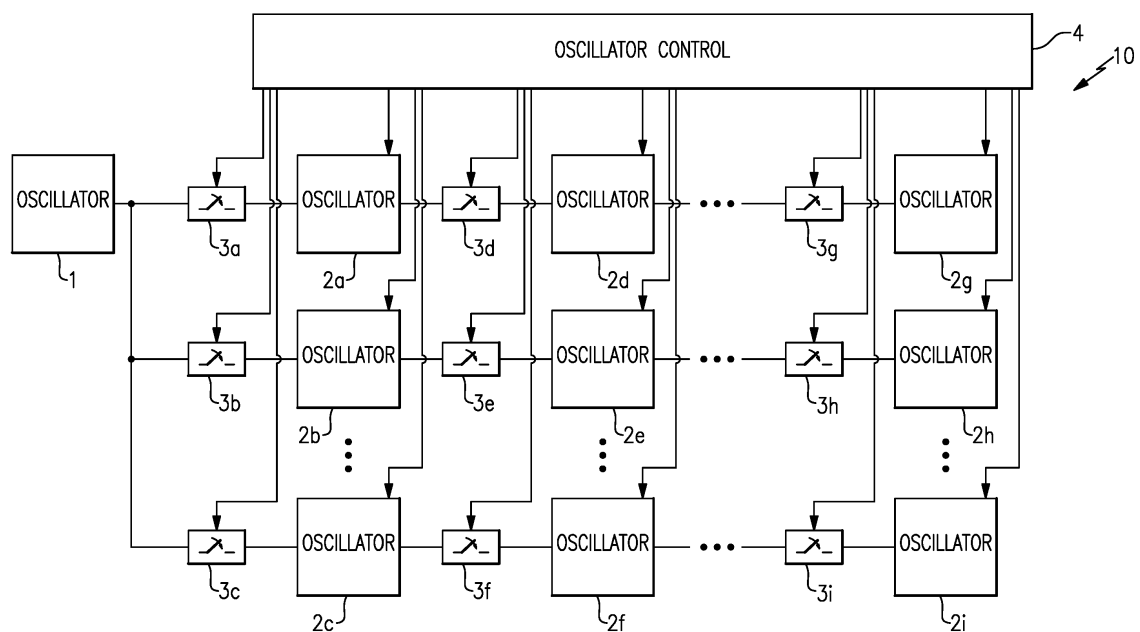 OSCILLATOR CONTROL
4
10
OSCILLATOR
OSCILLATOR
OSCILLATOR
OSCILLATOR
1
3a
2a
3d
2d
3g
2g
OSCILLATOR
OSCILLATOR
OSCILLATOR
3b
2b
3e
2e
3h
2h
OSCILLATOR
OSCILLATOR
OSCILLATOR
3c
2c
3f
2f
3i
2i